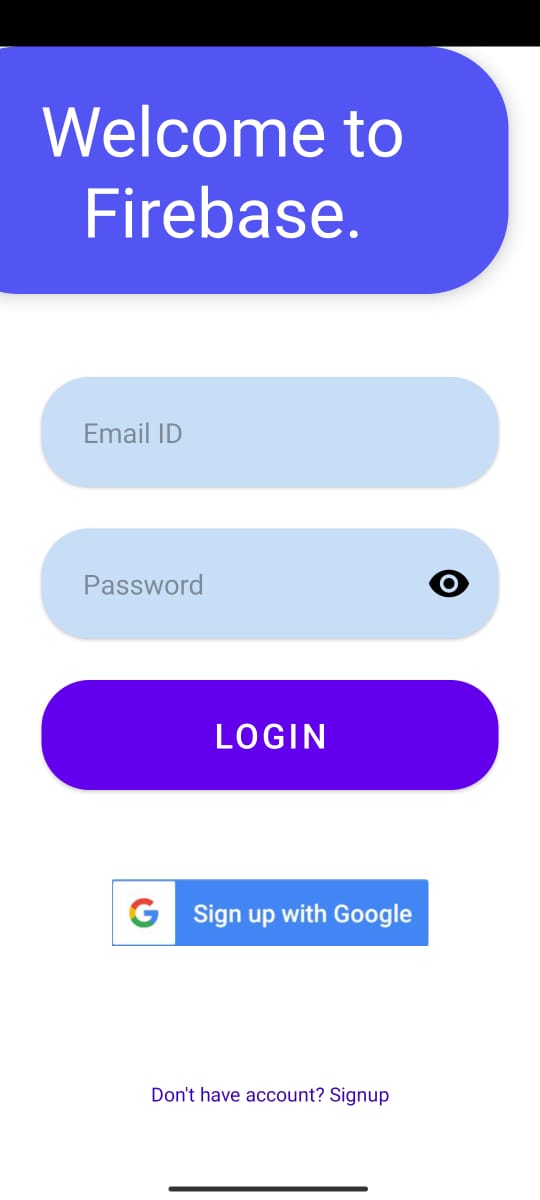 Welcome to
Firebase.
Email ID
Password
LOGIN
Sign up with Google
Don't have account? Signup